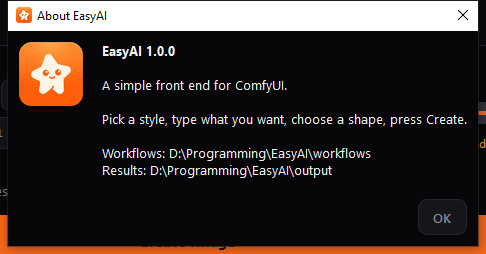 About EasyAI
EasyAI 1.0.0
A simple front end for ComfyUI.
Pick a style, type what you want, choose a shape, press Create.
Workflows: D:\Programming\EasyAI\workflows
Results: D:\Programming\EasyAI\output
OK